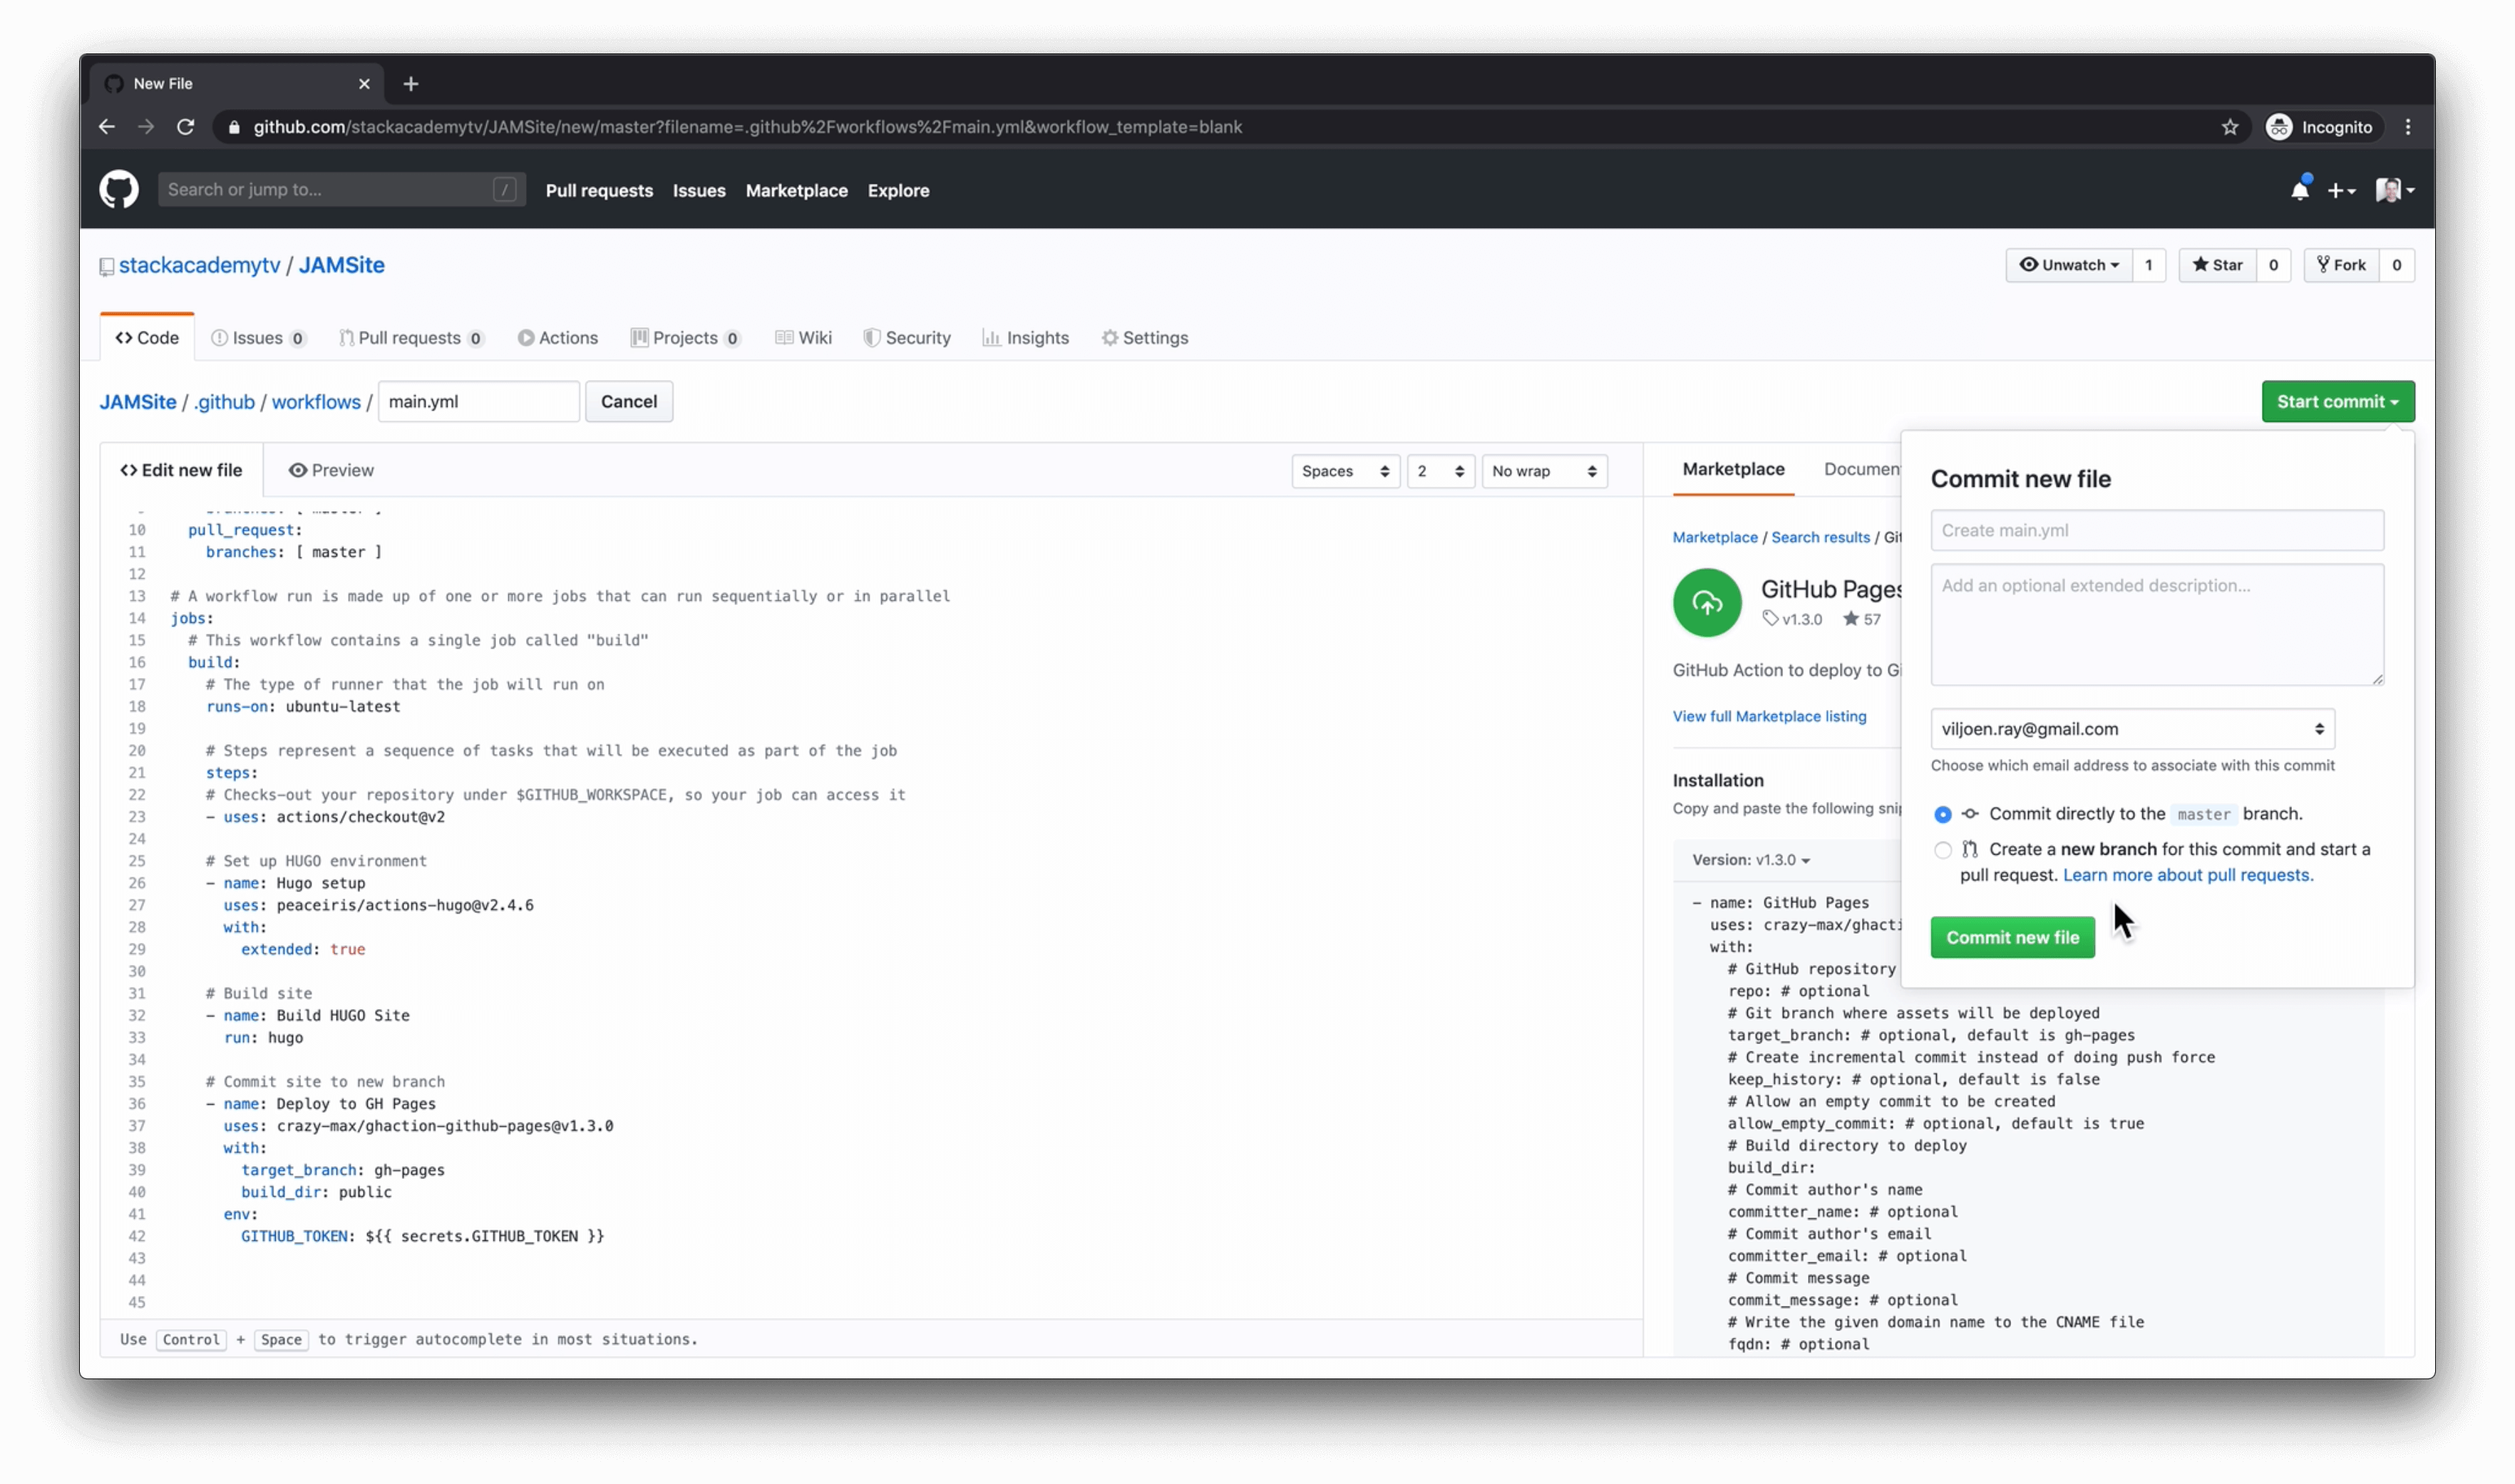 New File
github.com/stackacademytv/JAMSite/new/master?filename=.github%2Fworkflows%2Fmain.yml&workflow_template=blank
Incognito
Search or jump to... /
Pull requests Issues Marketplace Explore
stackacademytv / JAMSite
Unwatch 1 Star 0 Fork 0
Code Issues 0 Pull requests 0 Actions Projects 0 Wiki Security Insights Settings
JAMSite / .github / workflows / main.yml Cancel
Start commit
Edit new file Preview
Spaces 2 No wrap
10 pull_request:
11 branches: [ master ]
12
13 # A workflow run is made up of one or more jobs that can run sequentially or in parallel
14 jobs:
15 # This workflow contains a single job called "build"
16 build:
17 # The type of runner that the job will run on
18 runs-on: ubuntu-latest
19
20 # Steps represent a sequence of tasks that will be executed as part of the job
21 steps:
22 # Checks-out your repository under $GITHUB_WORKSPACE, so your job can access it
23 - uses: actions/checkout@v2
24
25 # Set up HUGO environment
26 - name: Hugo setup
27 uses: peaceiris/actions-hugo@v2.4.6
28 with:
29 extended: true
30
31 # Build site
32 - name: Build HUGO Site
33 run: hugo
34
35 # Commit site to new branch
36 - name: Deploy to GH Pages
37 uses: crazy-max/ghaction-github-pages@v1.3.0
38 with:
39 target_branch: gh-pages
40 build_dir: public
41 env:
42 GITHUB_TOKEN: ${{ secrets.GITHUB_TOKEN }}
43
44
45
Use Control + Space to trigger autocomplete in most situations.
Marketplace Documen
Marketplace / Search results / Git
GitHub Pages
v1.3.0 57
GitHub Action to deploy to Gi
View full Marketplace listing
Installation
Copy and paste the following snip
Version: v1.3.0
- name: GitHub Pages
uses: crazy-max/ghacti
with:
# GitHub repository
repo: # optional
# Git branch where assets will be deployed
target_branch: # optional, default is gh-pages
# Create incremental commit instead of doing push force
keep_history: # optional, default is false
# Allow an empty commit to be created
allow_empty_commit: # optional, default is true
# Build directory to deploy
build_dir:
# Commit author's name
committer_name: # optional
# Commit author's email
committer_email: # optional
# Commit message
commit_message: # optional
# Write the given domain name to the CNAME file
fqdn: # optional
Commit new file
Create main.yml
Add an optional extended description...
viljoen.ray@gmail.com
Choose which email address to associate with this commit
Commit directly to the master branch.
Create a new branch for this commit and start a
pull request. Learn more about pull requests.
Commit new file